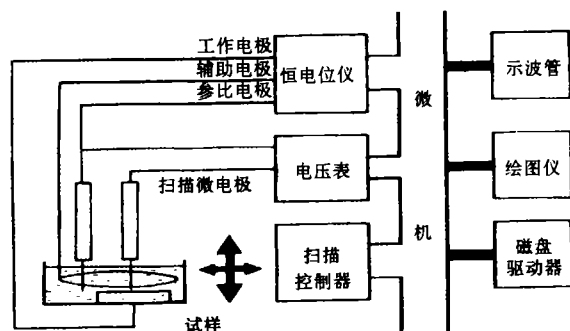 工作电极
辅助电极
参比电极
恒电位仪
扫描微电极
电压表
扫描
控制器
试样
微
机
示波管
绘图仪
磁盘
驱动器